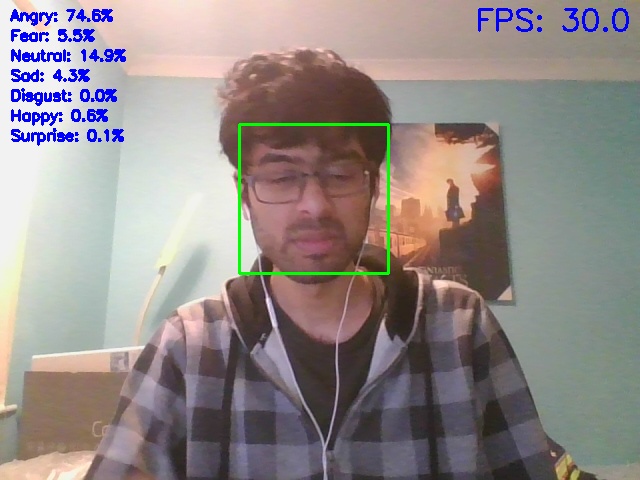 Angry: 74.6%
Fear: 5.5%
Neutral: 14.9%
Sad: 4.3%
Disgust: 0.0%
Happy: 0.6%
Surprise: 0.1%
FPS: 30.0